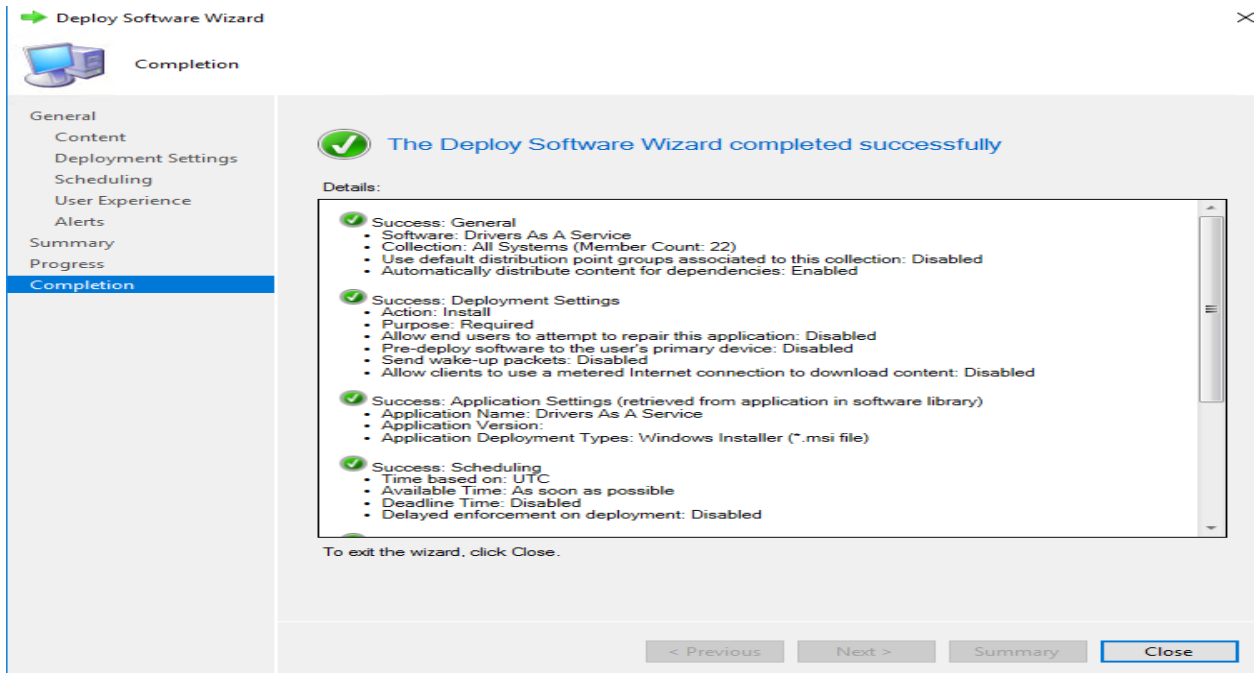 Deploy Software Wizard
Completion
General
Content
Deployment Settings
Scheduling
User Experience
Alerts
Summary
Progress
Completion
The Deploy Software Wizard completed successfully
Details:
Success: General
• Software: Drivers As A Service
• Collection: All Systems (Member Count: 22)
• Use default distribution point groups associated to this collection: Disabled
• Automatically distribute content for dependencies: Enabled
Success: Deployment Settings
• Action: Install
• Purpose: Required
• Allow end users to attempt to repair this application: Disabled
• Pre-deploy software to the user's primary device: Disabled
• Send wake-up packets: Disabled
• Allow clients to use a metered Internet connection to download content: Disabled
Success: Application Settings (retrieved from application in software library)
• Application Name: Drivers As A Service
• Application Version:
• Application Deployment Types: Windows Installer (*.msi file)
Success: Scheduling
• Time based on: UTC
• Available Time: As soon as possible
• Deadline Time: Disabled
• Delayed enforcement on deployment: Disabled
To exit the wizard, click Close.
< Previous
Next >
Summary
Close